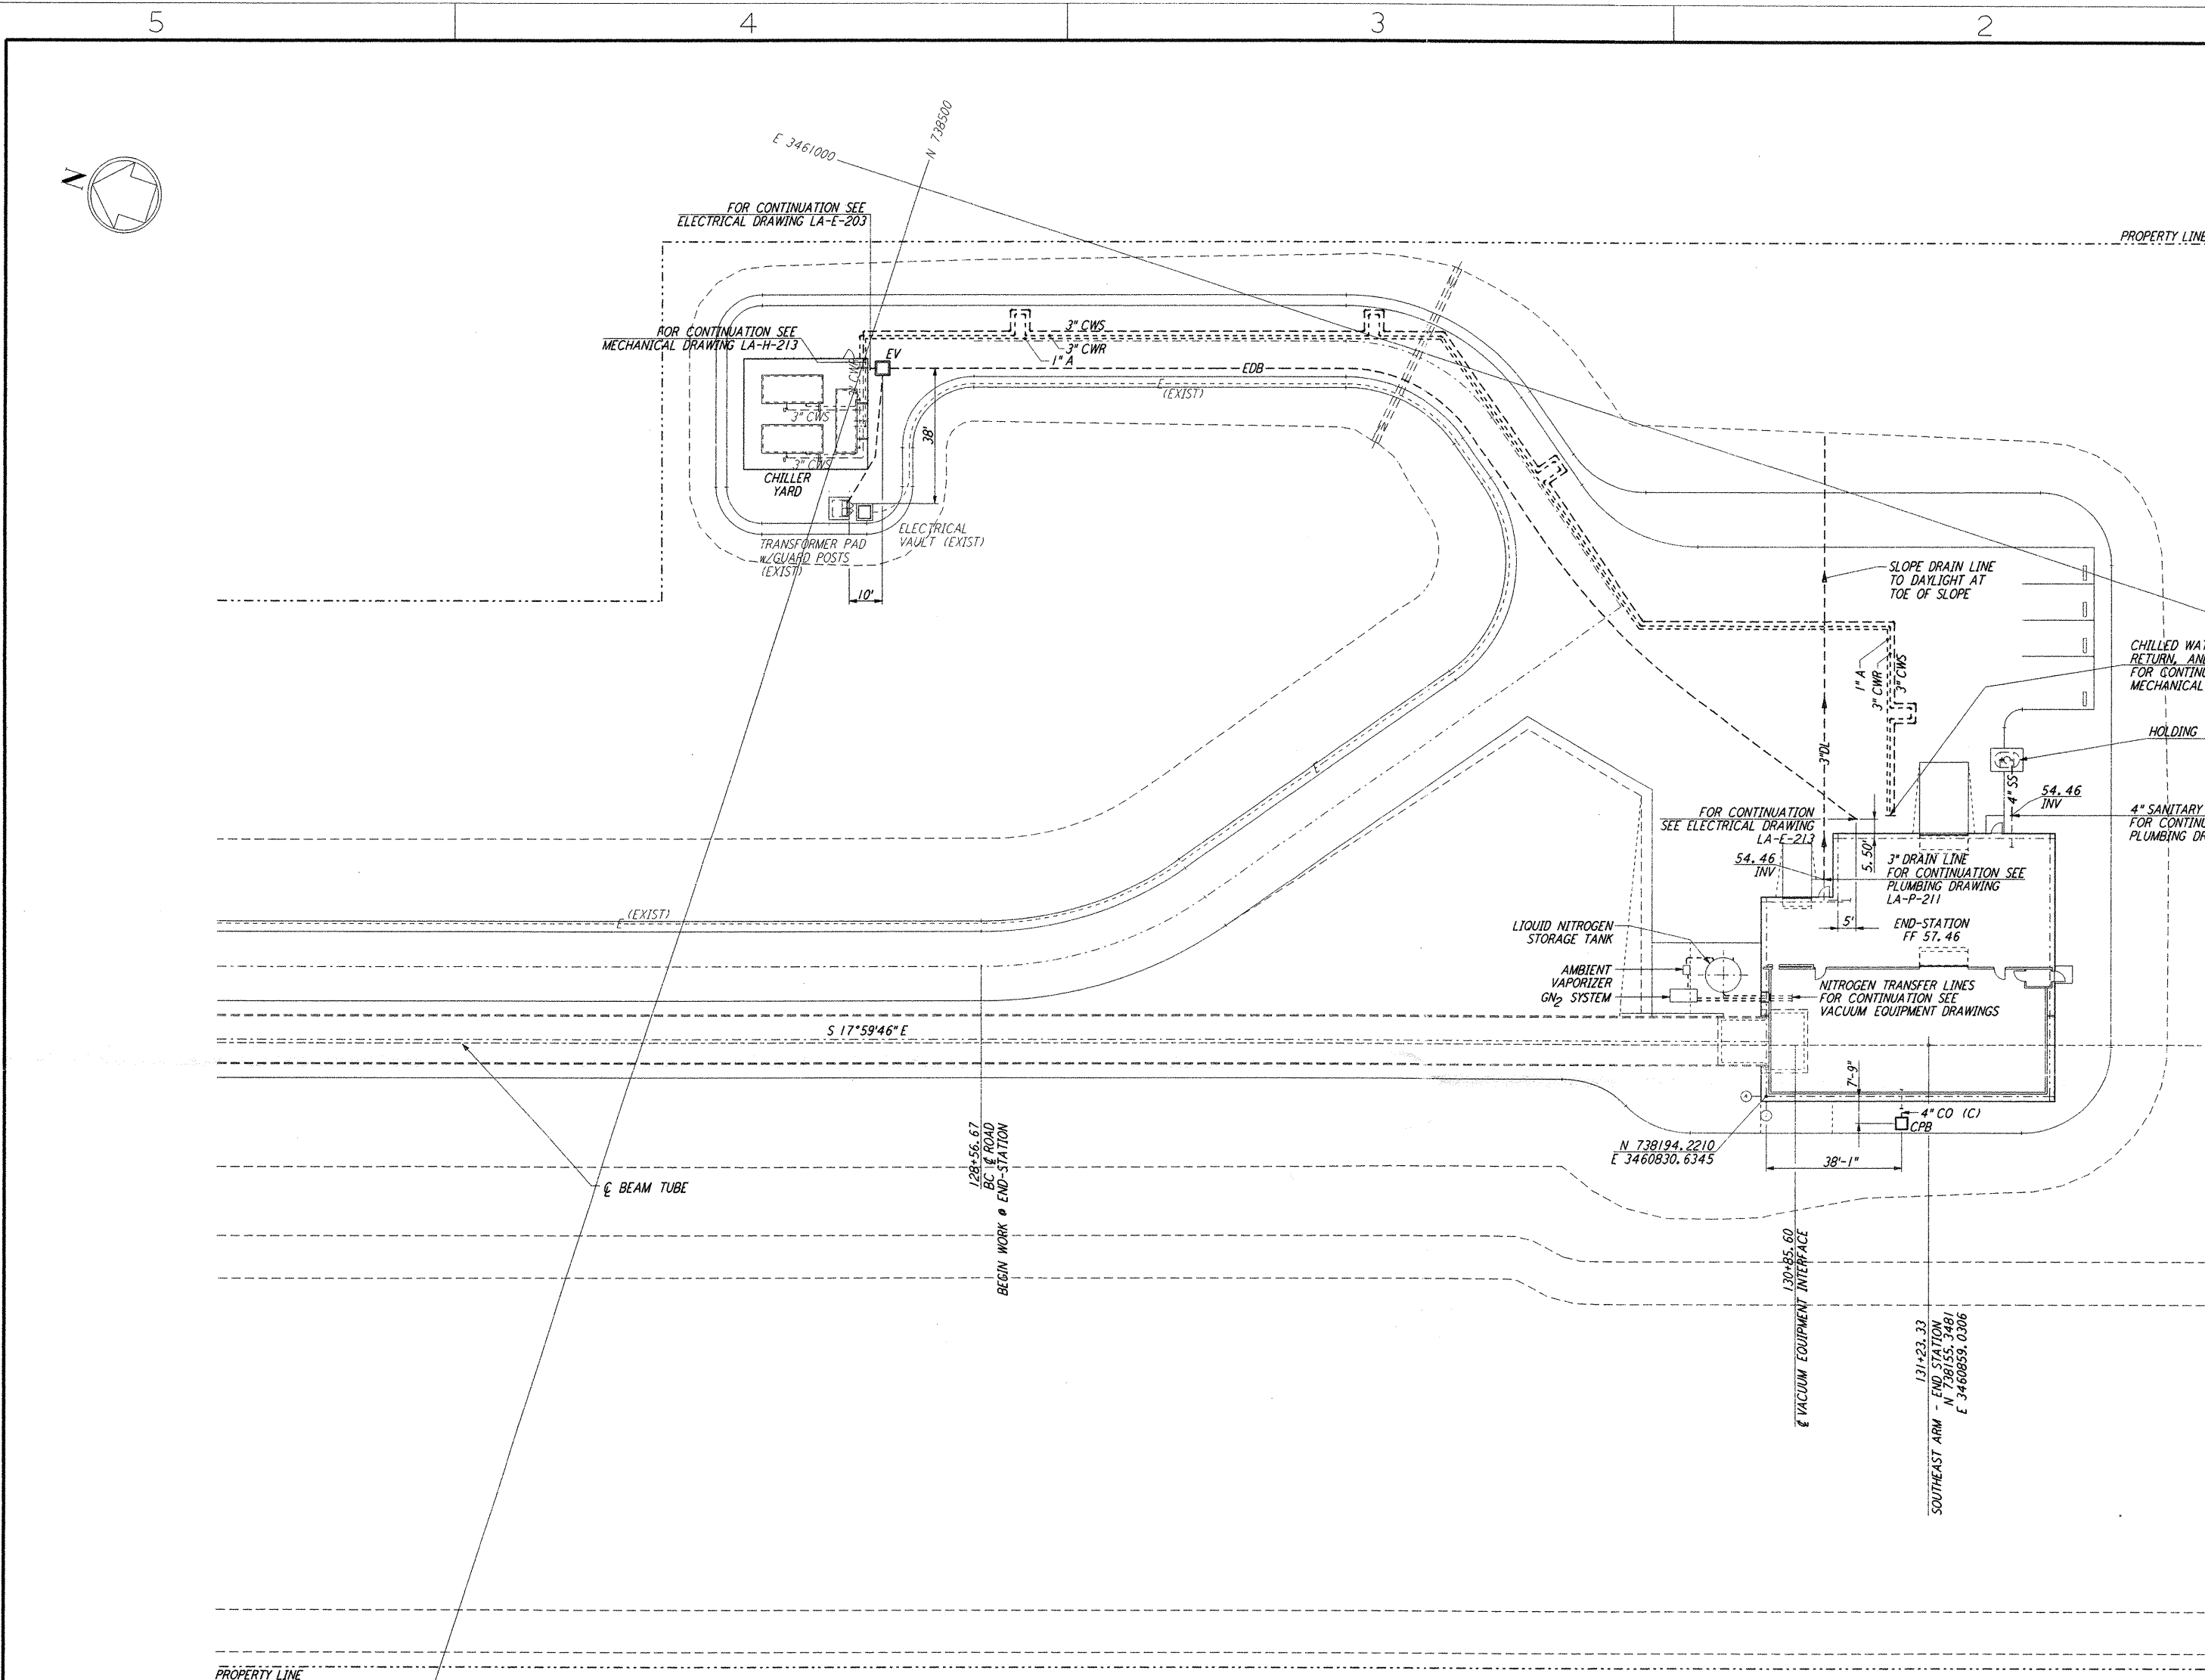 5
4
3
2
N
E 3461000
N 738500
FOR CONTINUATION SEE
ELECTRICAL DRAWING LA-E-203
PROPERTY LINE
FOR CONTINUATION SEE
MECHANICAL DRAWING LA-H-213
EV
3" CWS
3" CWR
1" A
EDB
E
(EXIST)
3" CWR
3" CWS
3" CWS
38'
CHILLER
YARD
ELECTRICAL
VAULT (EXIST)
TRANSFORMER PAD
W/GUARD POSTS
(EXIST)
10'
SLOPE DRAIN LINE
TO DAYLIGHT AT
TOE OF SLOPE
CHILLED WAT
RETURN, AN
FOR CONTINU
MECHANICAL
1" A
3" CWR
3" CWS
HOLDING
3"DL
E
4" SS
54.46
INV
4" SANITARY
FOR CONTINU
PLUMBING DR
FOR CONTINUATION
SEE ELECTRICAL DRAWING
LA-E-213
5.50'
54.46
INV
3" DRAIN LINE
FOR CONTINUATION SEE
PLUMBING DRAWING
LA-P-211
5'
END-STATION
FF 57.46
(EXIST)
E
LIQUID NITROGEN
STORAGE TANK
AMBIENT
VAPORIZER
GN2 SYSTEM
NITROGEN TRANSFER LINES
FOR CONTINUATION SEE
VACUUM EQUIPMENT DRAWINGS
S 17°59'46" E
7'-9"
4" CO (C)
CPB
N 738194.2210
E 3460830.6345
38'-1"
℄ BEAM TUBE
128+56.67
BC ℄ ROAD
BEGIN WORK @ END-STATION
130+85.60
℄ VACUUM EQUIPMENT INTERFACE
131+23.33
SOUTHEAST ARM - END STATION
N 738155.3481
E 3460859.0306
PROPERTY LINE